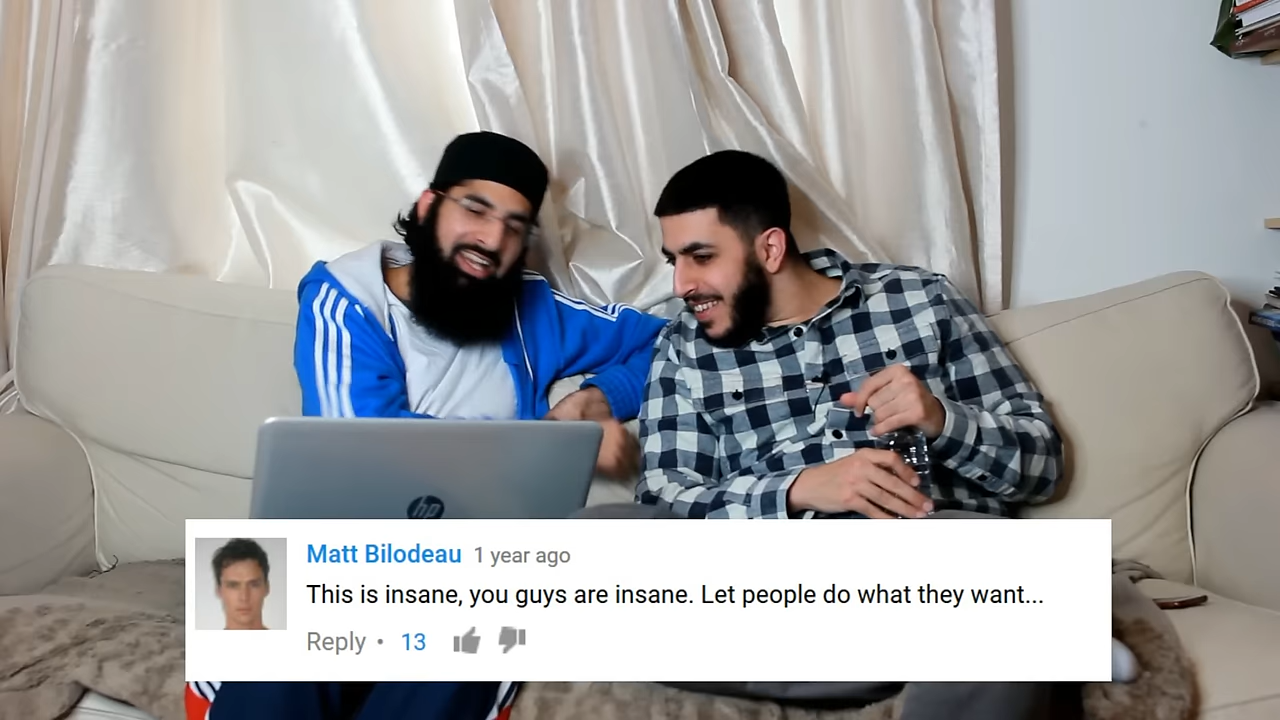 hp
Matt Bilodeau 1 year ago
This is insane, you guys are insane. Let people do what they want...
Reply • 13